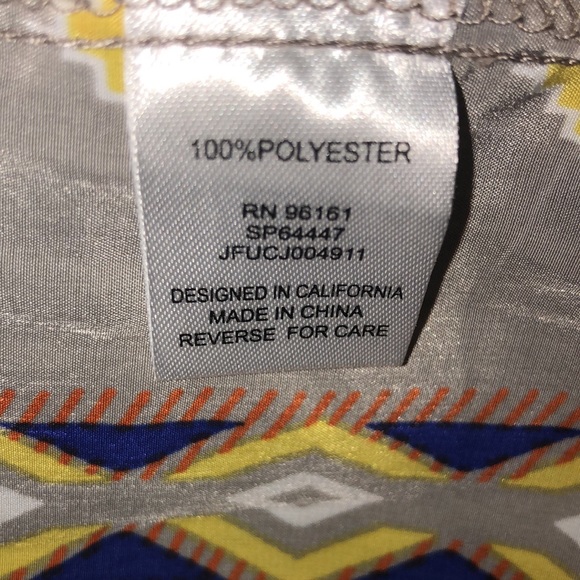 100%POLYESTER
RN 96161
SP64447
JFUCJ004911
DESIGNED IN CALIFORNIA
MADE IN CHINA
REVERSE FOR CARE